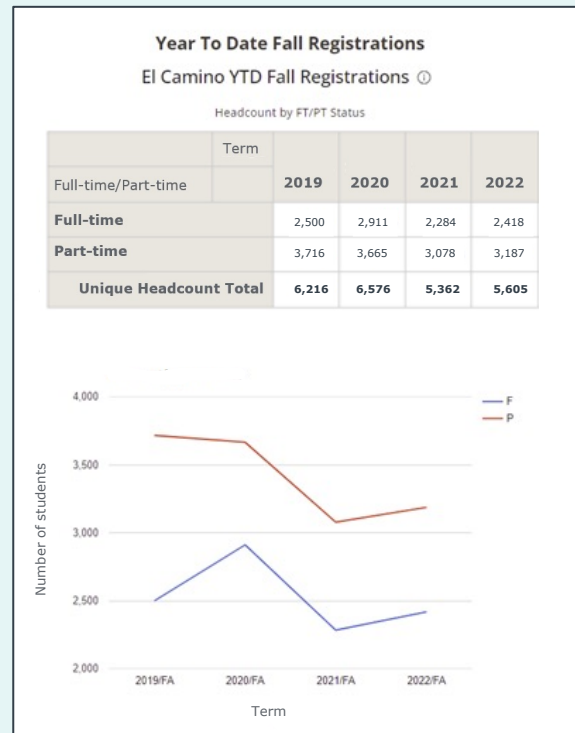 Year To Date Fall Registrations
El Camino YTD Fall Registrations ⓘ
Headcount by FT/PT Status
Term
Full-time/Part-time 2019 2020 2021 2022
Full-time 2,500 2,911 2,284 2,418
Part-time 3,716 3,665 3,078 3,187
Unique Headcount Total 6,216 6,576 5,362 5,605
4,000
F
P
3,500
Number of students
3,000
2,500
2,000
2019/FA 2020/FA 2021/FA 2022/FA
Term